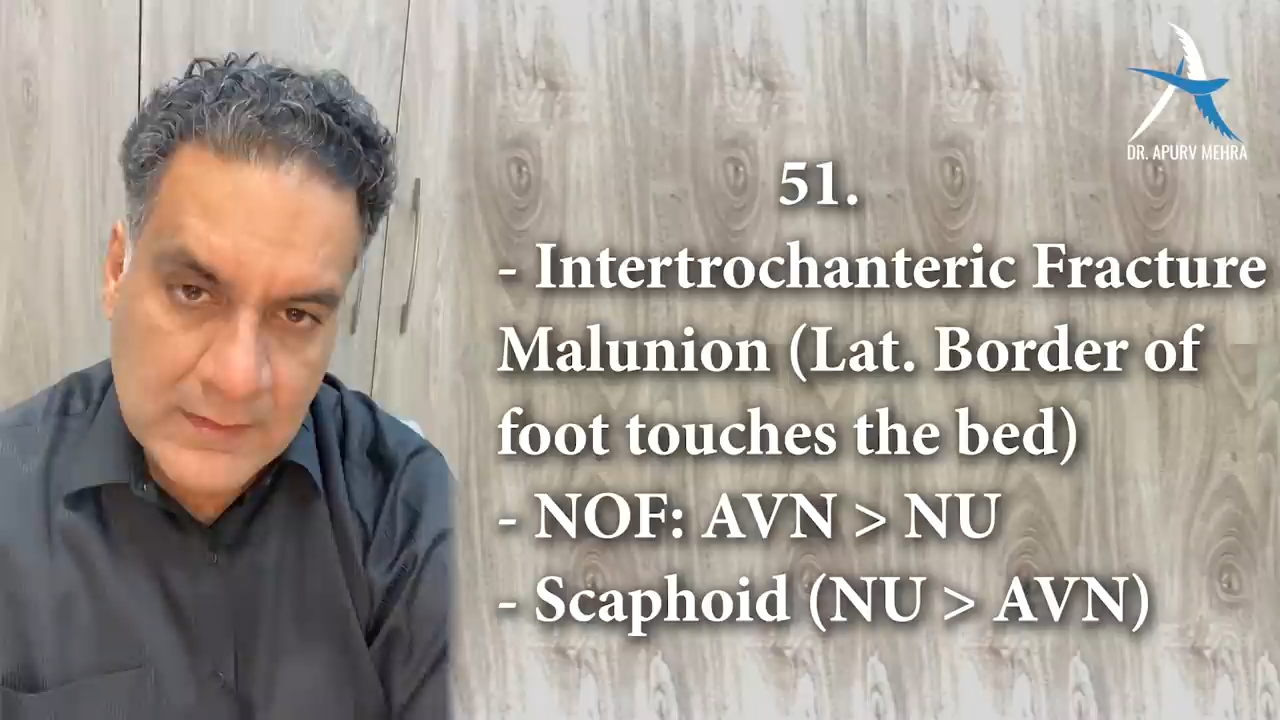 DR. APURV MEHRA
51.
- Intertrochanteric Fracture
Malunion (Lat. Border of
foot touches the bed)
- NOF: AVN > NU
- Scaphoid (NU > AVN)